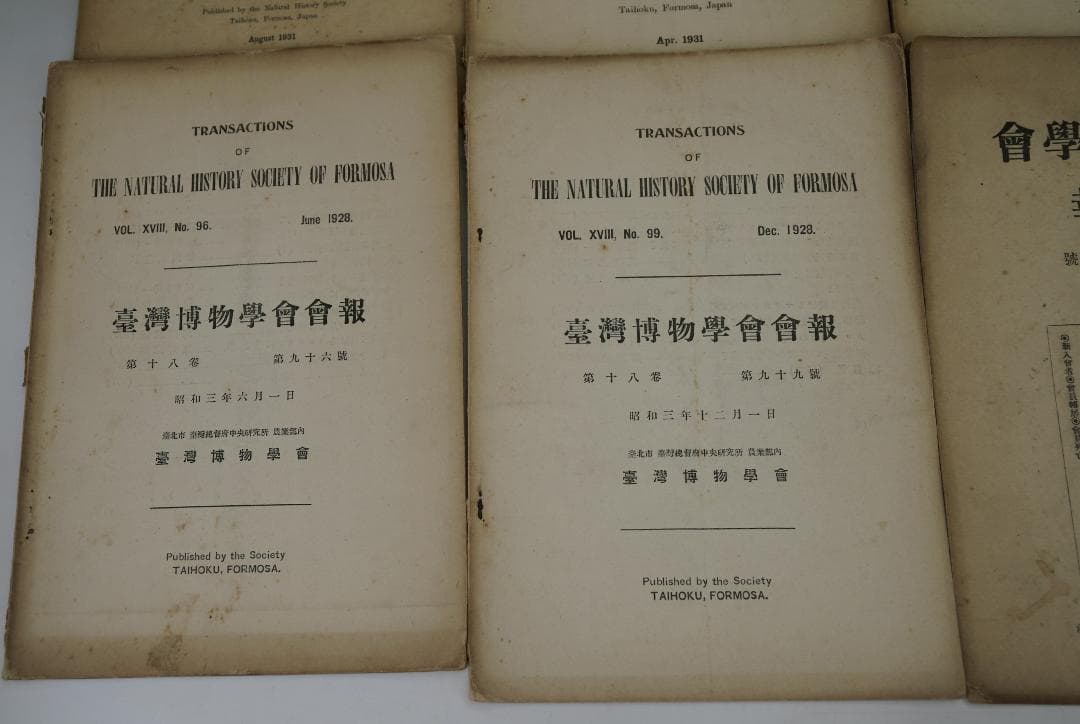 Published by the Natural History Society
Taihoku, Formosa, Japan
August 1931
Taihoku, Formosa, Japan
Apr. 1931
TRANSACTIONS
OF
THE NATURAL HISTORY SOCIETY OF FORMOSA
VOL. XVIII, No. 96. June 1928.
臺灣博物學會會報
第十八卷 第九十六號
昭和三年六月一日
臺北市 臺灣總督府中央研究所 農業部內
臺灣博物學會
Published by the Society
TAIHOKU, FORMOSA.
TRANSACTIONS
OF
THE NATURAL HISTORY SOCIETY OF FORMOSA
VOL. XVIII, No. 99. Dec. 1928.
臺灣博物學會會報
第十八卷 第九十九號
昭和三年十二月一日
臺北市 臺灣總督府中央研究所 農業部內
臺灣博物學會
Published by the Society
TAIHOKU, FORMOSA.
會學
號